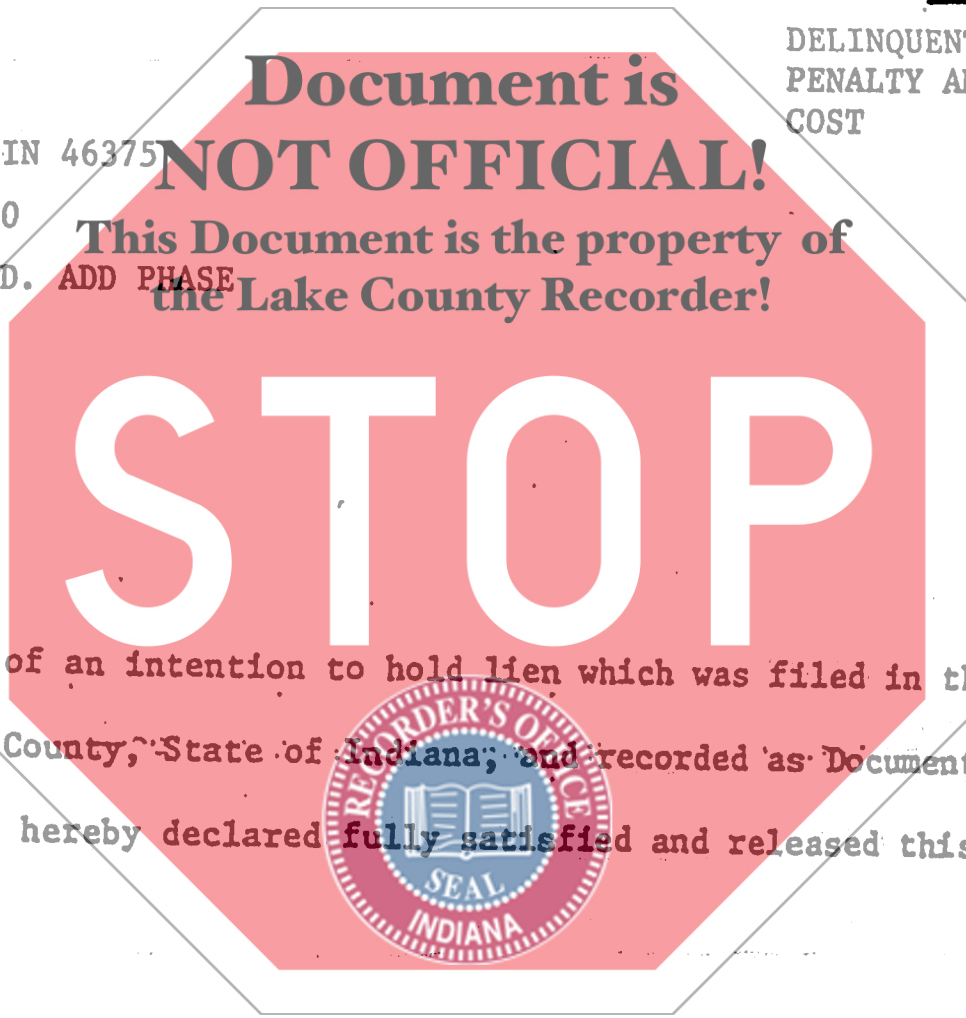 DELINQUENT
PENALTY A
COST
Document is
NOT OFFICIAL!
This Document is the property of
the Lake County Recorder!
IN 46375
0
D. ADD PHASE
STOP
of an intention to hold lien which was filed in th
County, State of Indiana, and recorded as Document
hereby declared fully satisfied and released this
RECORDER'S OFFICE
SEAL
INDIANA